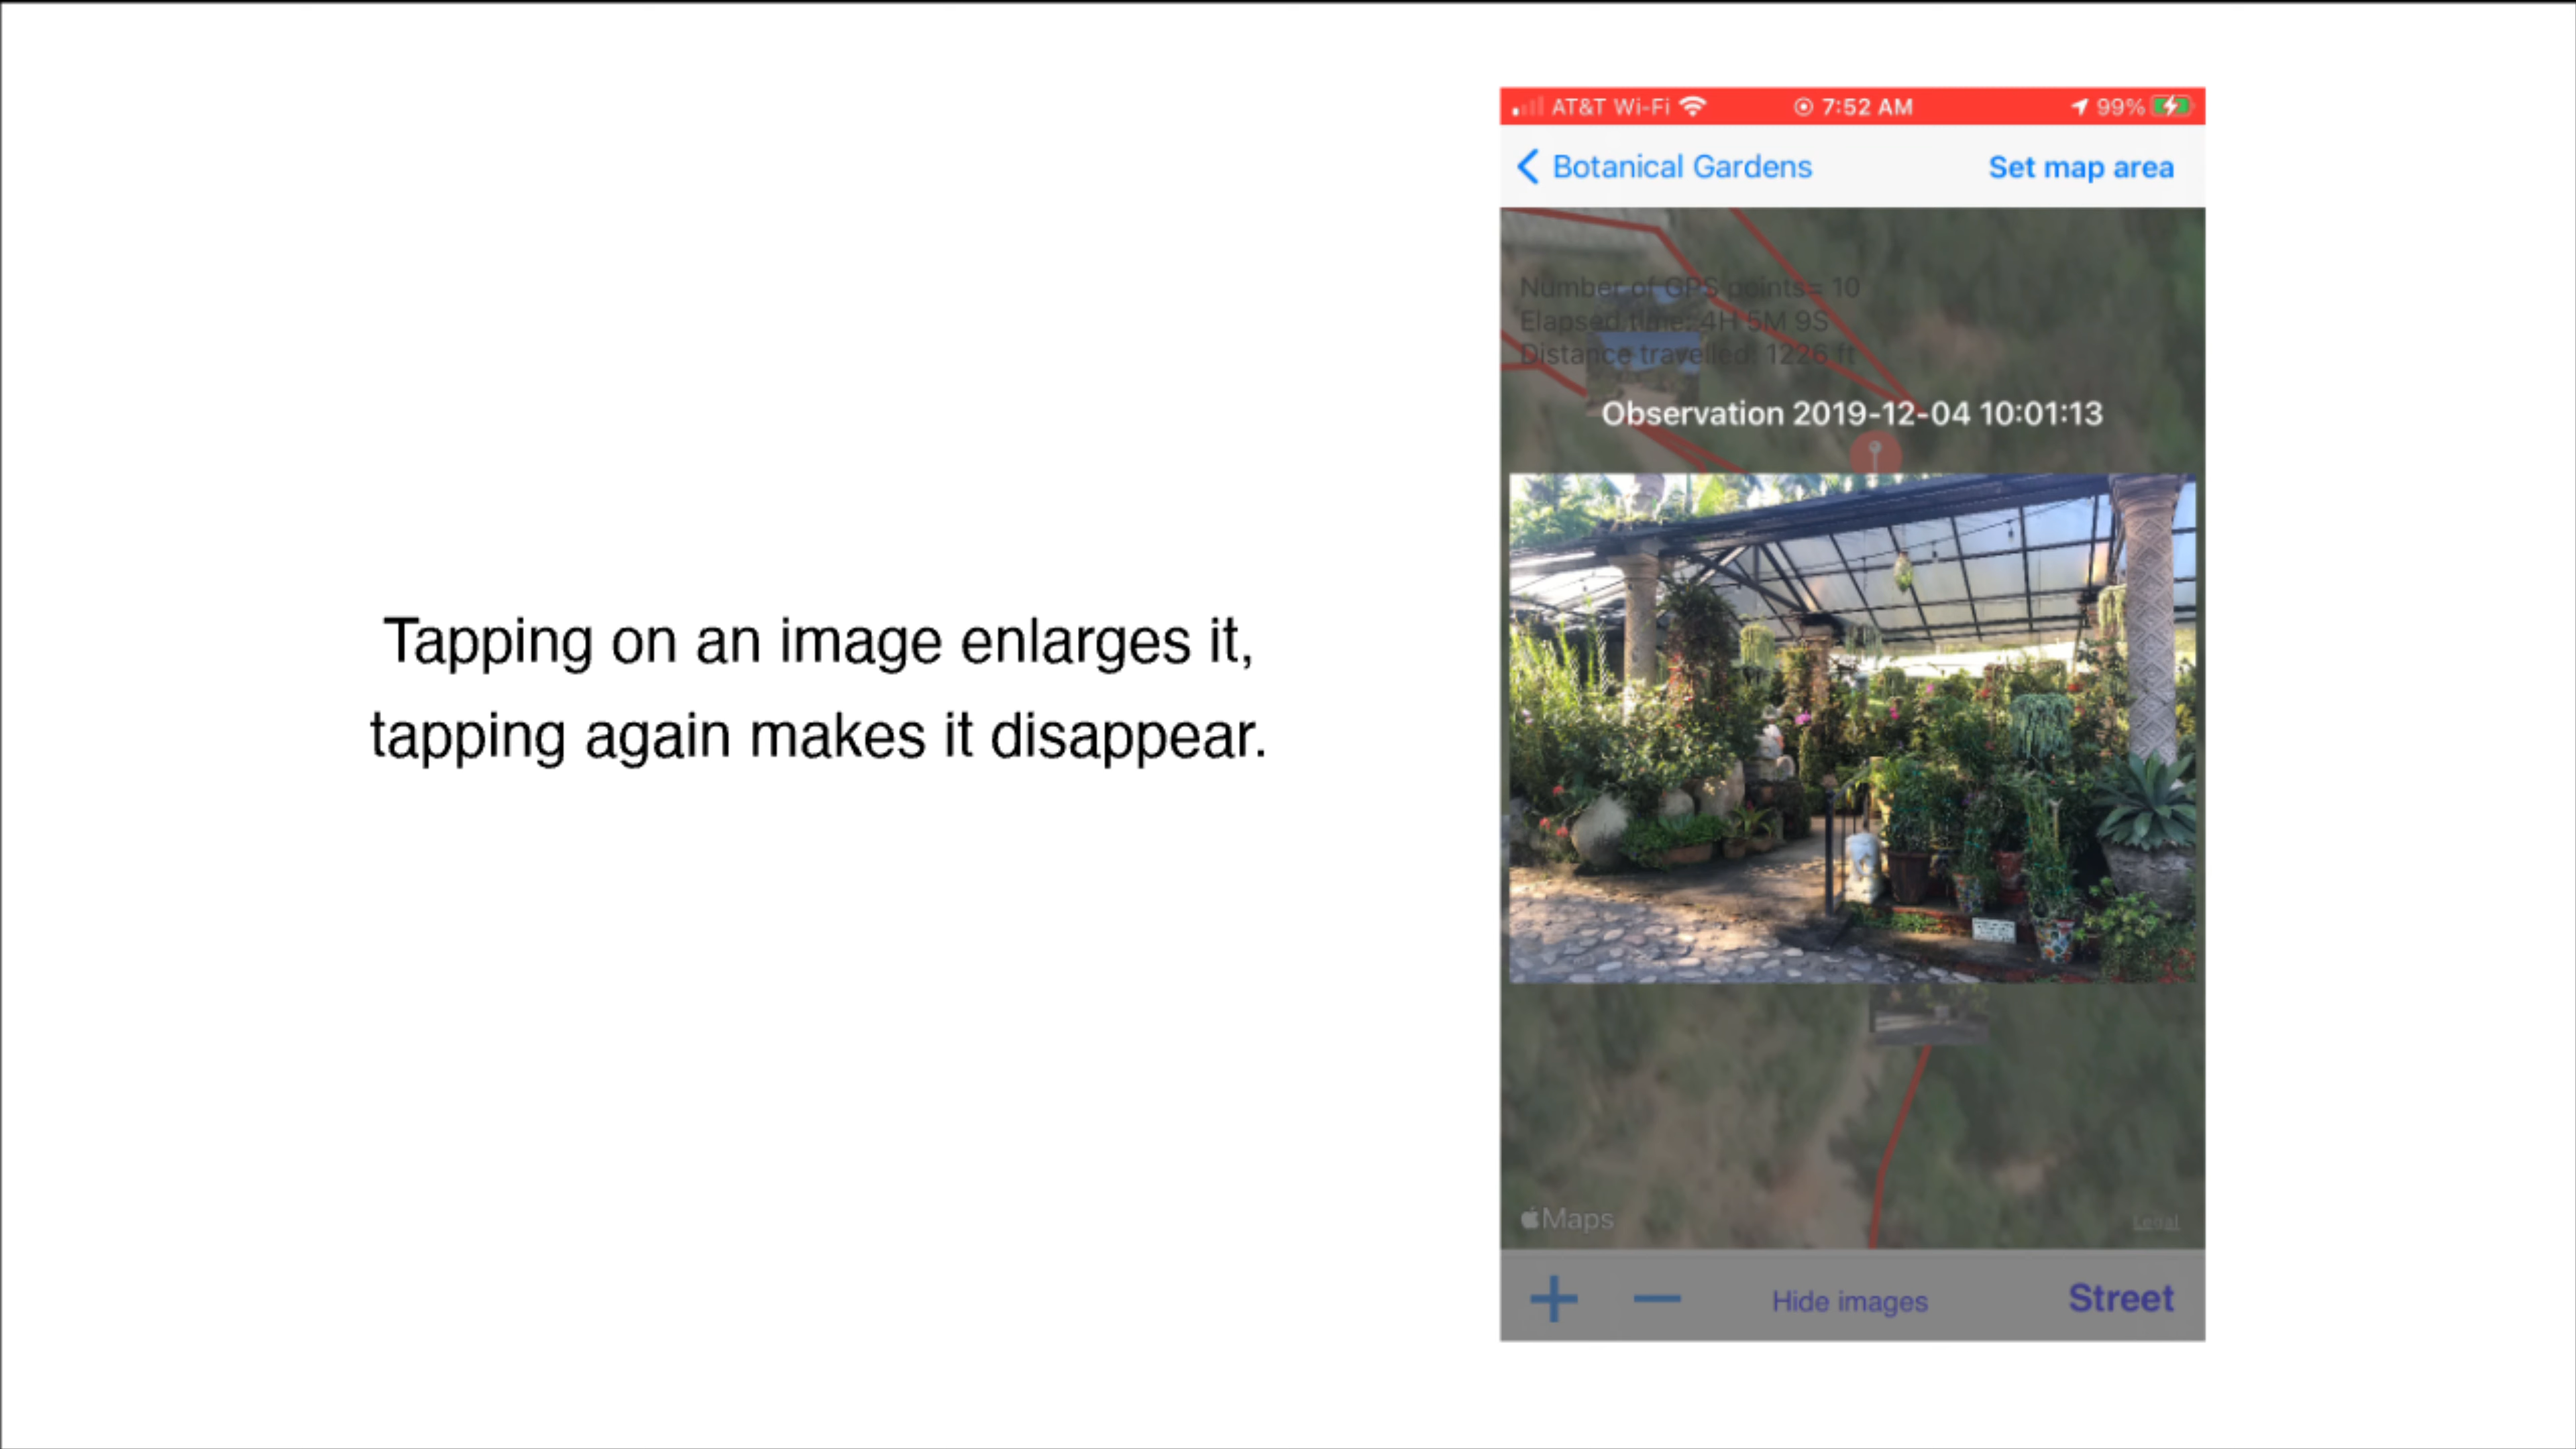 Tapping on an image enlarges it,
tapping again makes it disappear.
AT&T Wi-Fi 7:52 AM 99%
Botanical Gardens Set map area
Number of GPS points= 10
Elapsed time: 4H 5M 9S
Distance travelled: 1226 ft
Observation 2019-12-04 10:01:13
Maps Legal
Hide images Street